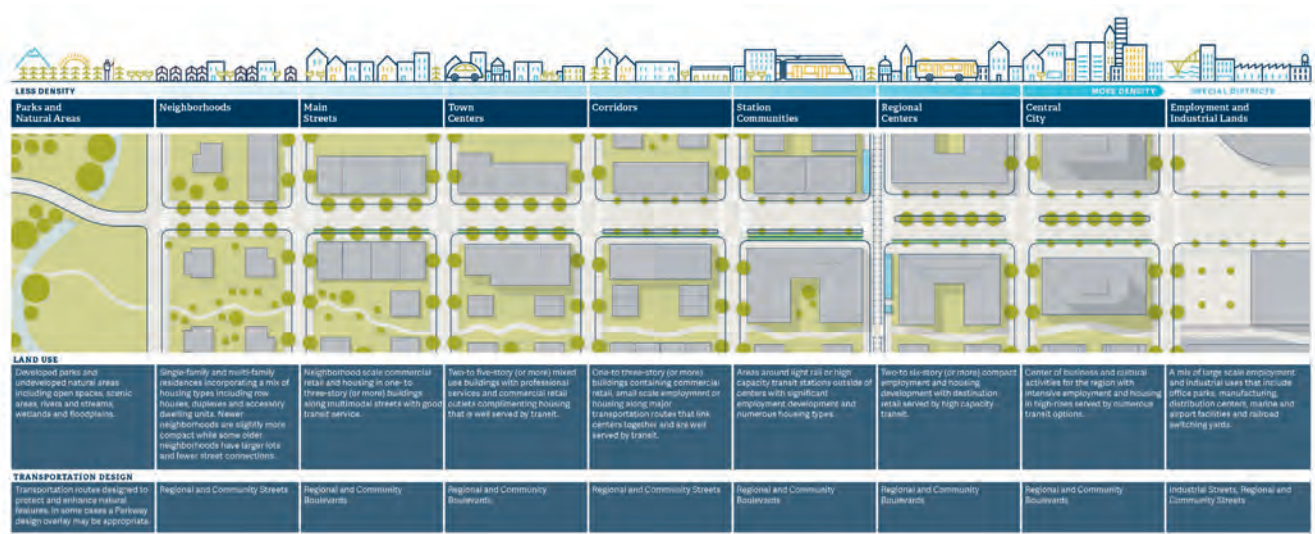 LESS DENSITY
MORE DENSITY
SPECIAL DISTRICTS
Parks and
Natural Areas
Neighborhoods
Main
Streets
Town
Centers
Corridors
Station
Communities
Regional
Centers
Central
City
Employment and
Industrial Lands
LAND USE
Developed parks and
undeveloped natural areas
including open spaces, scenic
areas, rivers and streams,
wetlands and floodplains.
Single-family and multi-family
residences incorporating a mix of
housing types including row
houses, duplexes and accessory
dwelling units. Newer
neighborhoods are slightly more
compact while some older
neighborhoods have larger lots
and fewer street connections.
Neighborhood scale commercial
retail and housing in one- to
three-story (or more) buildings
along multimodal streets with good
transit service.
Two-to five-story (or more) mixed
use buildings with professional
services and commercial retail
outlets complimenting housing
that is well served by transit.
One-to three-story (or more)
buildings containing commercial
retail, small scale employment or
housing along major
transportation routes that link
centers together and are well
served by transit.
Areas around light rail or high
capacity transit stations outside of
centers with significant
employment development and
numerous housing types.
Two-to six-story (or more) compact
employment and housing
development with destination
retail served by high capacity
transit.
Center of business and cultural
activities for the region with
intensive employment and housing
in high-rises served by numerous
transit options.
A mix of large scale employment
and industrial uses that include
office parks, manufacturing,
distribution centers, marine and
airport facilities and railroad
switching yards.
TRANSPORTATION DESIGN
Transportation routes designed to
protect and enhance natural
features. In some cases a Parkway
design overlay may be appropriate.
Regional and Community Streets
Regional and Community
Boulevards
Regional and Community
Boulevards
Regional and Community Streets
Regional and Community
Boulevards
Regional and Community
Boulevards
Regional and Community
Boulevards
Industrial Streets, Regional and
Community Streets